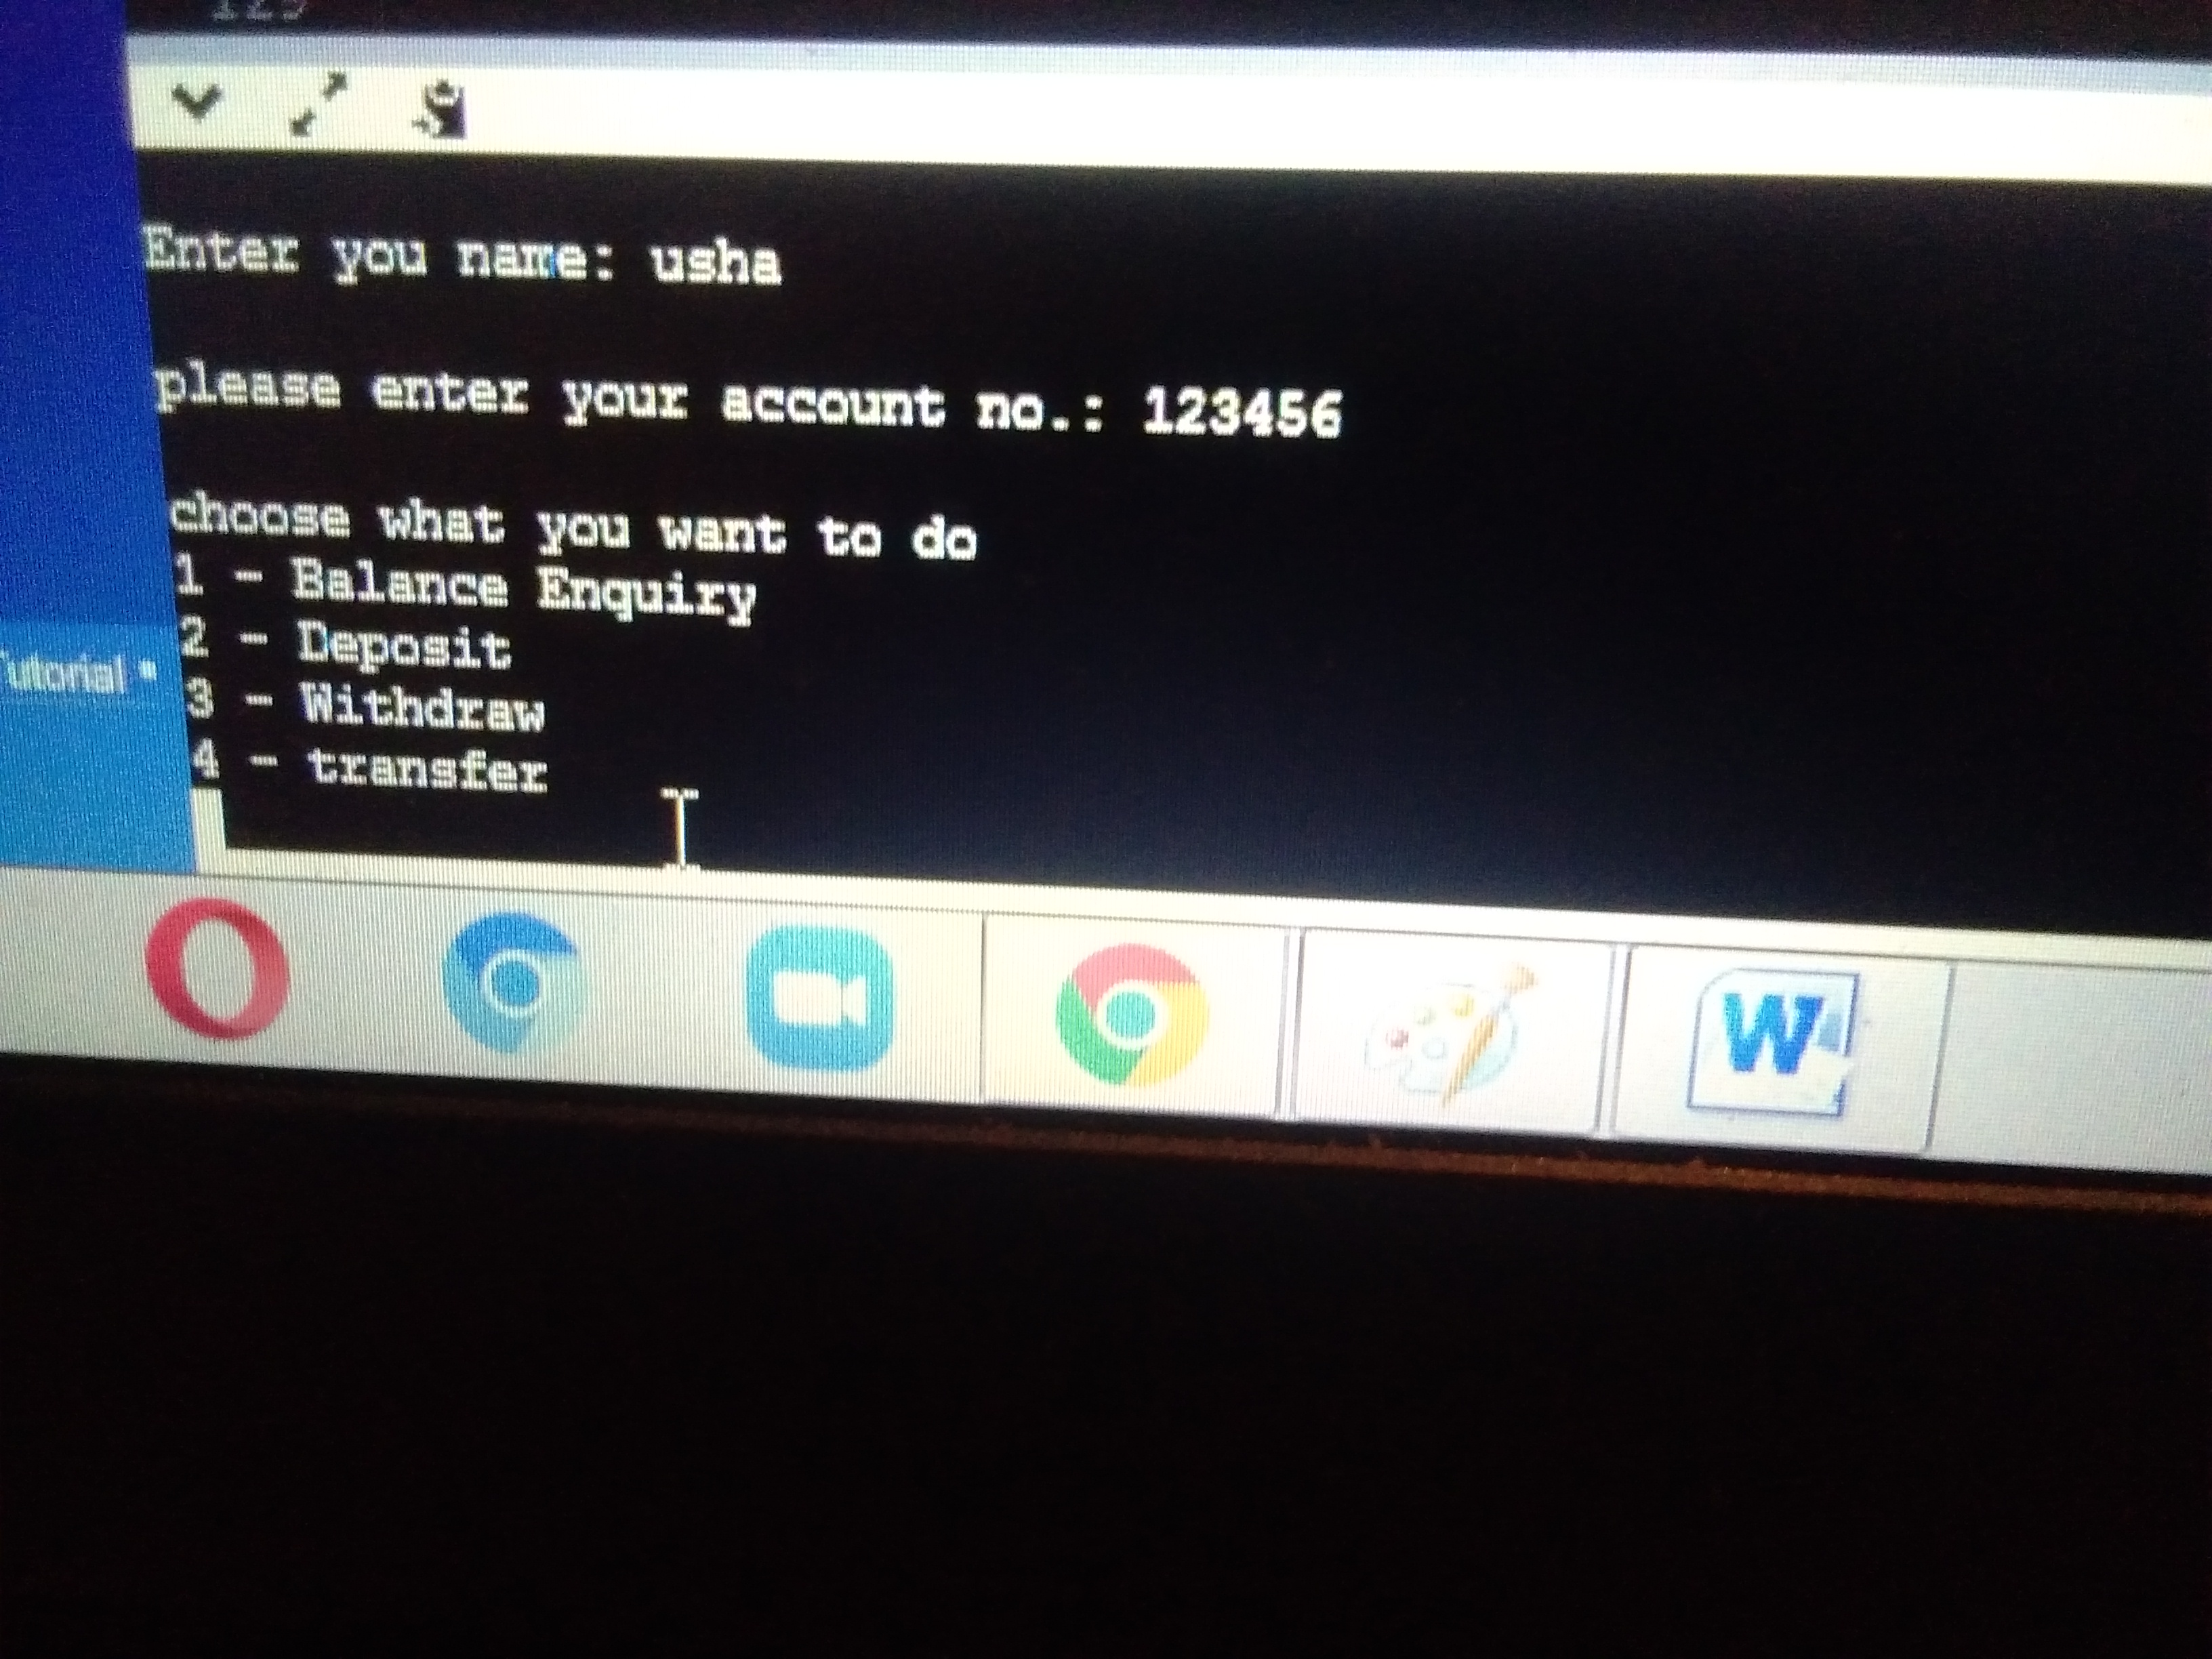 123
Enter you name: usha
please enter your account no.: 123456
choose what you want to do
1 - Balance Enquiry
2 - Deposit
3 - Withdraw
4 - transfer
Tutorial
W